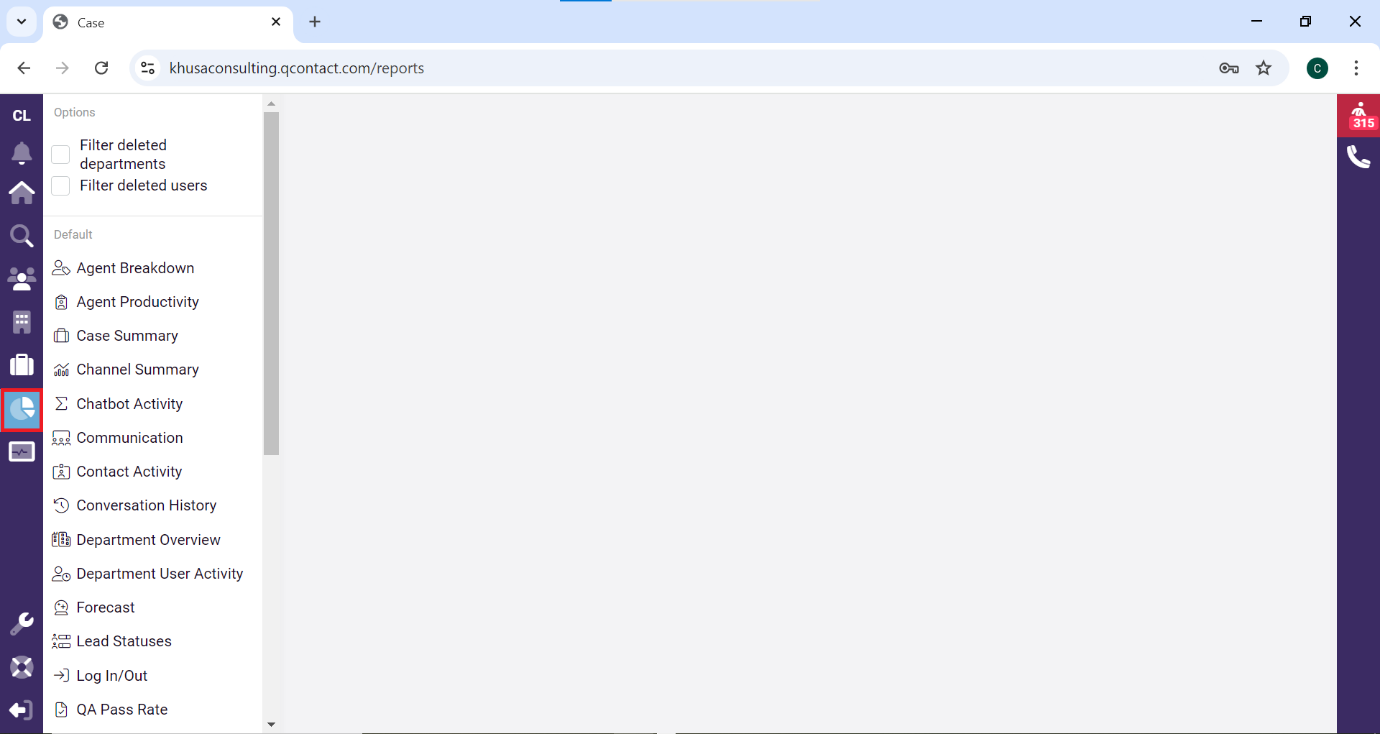 Case
khusaconsulting.qcontact.com/reports
C
CL
Options
Filter deleted
departments
Filter deleted users
Default
Agent Breakdown
Agent Productivity
Case Summary
Channel Summary
Chatbot Activity
Communication
Contact Activity
Conversation History
Department Overview
Department User Activity
Forecast
Lead Statuses
Log In/Out
QA Pass Rate
315